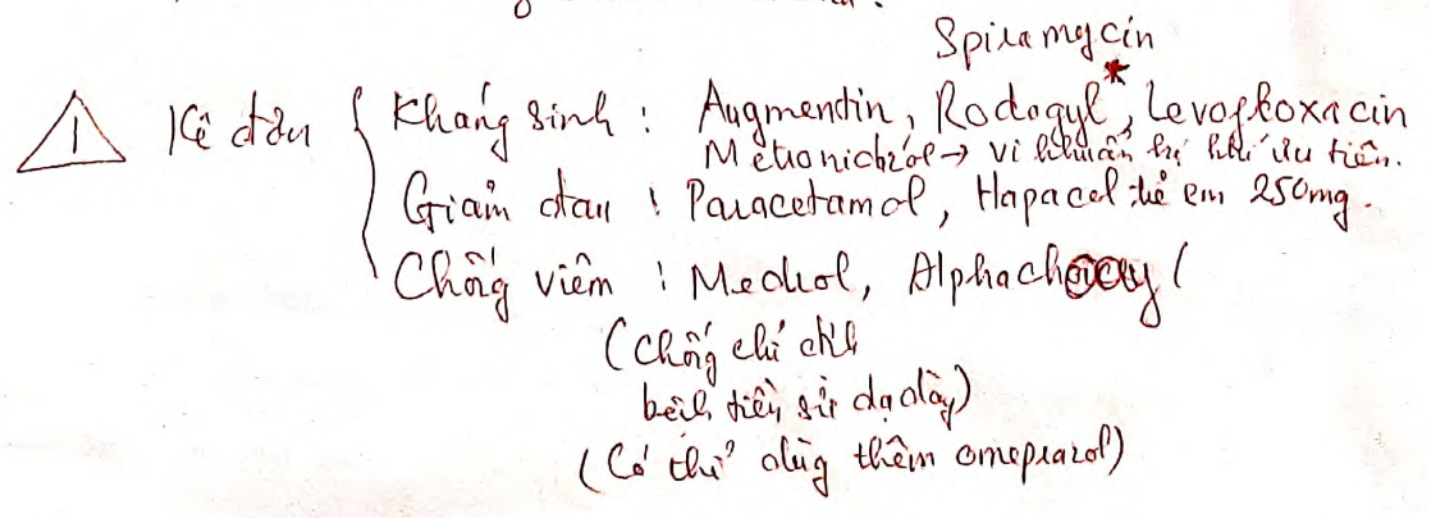 Spiramycin
Kê đơn { Kháng sinh : Augmentin, Rodogyl*, Levofloxacin
Metronidazol → vi khuẩn kị khí ưu tiên.
Giảm đau : Paracetamol, Hapacol trẻ em 250mg.
Chống viêm : Medrol, Alphachoay (
(Chống chỉ định
bệnh tiền sử dạ dày)
(Có thể dùng thêm omeprazol)